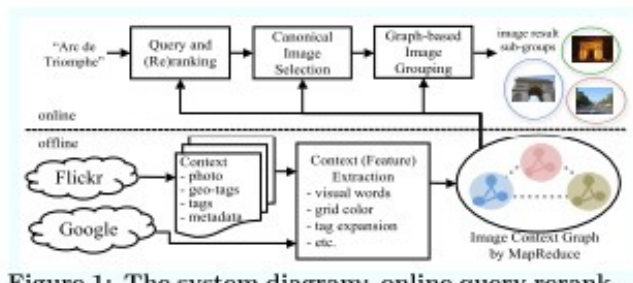 "Arc de
Triomphe"
Query and
(Re)ranking
Canonical
Image
Selection
Graph-based
Image
Grouping
image result
sub-groups
online
offline
Flickr
Google
Context
- photo
- geo-tags
- tags
- metadata
Context (Feature)
Extraction
- visual words
- grid color
- tag expansion
- etc.
Image Context Graph
by MapReduce
Figure 1: The system diagram: online query rerank